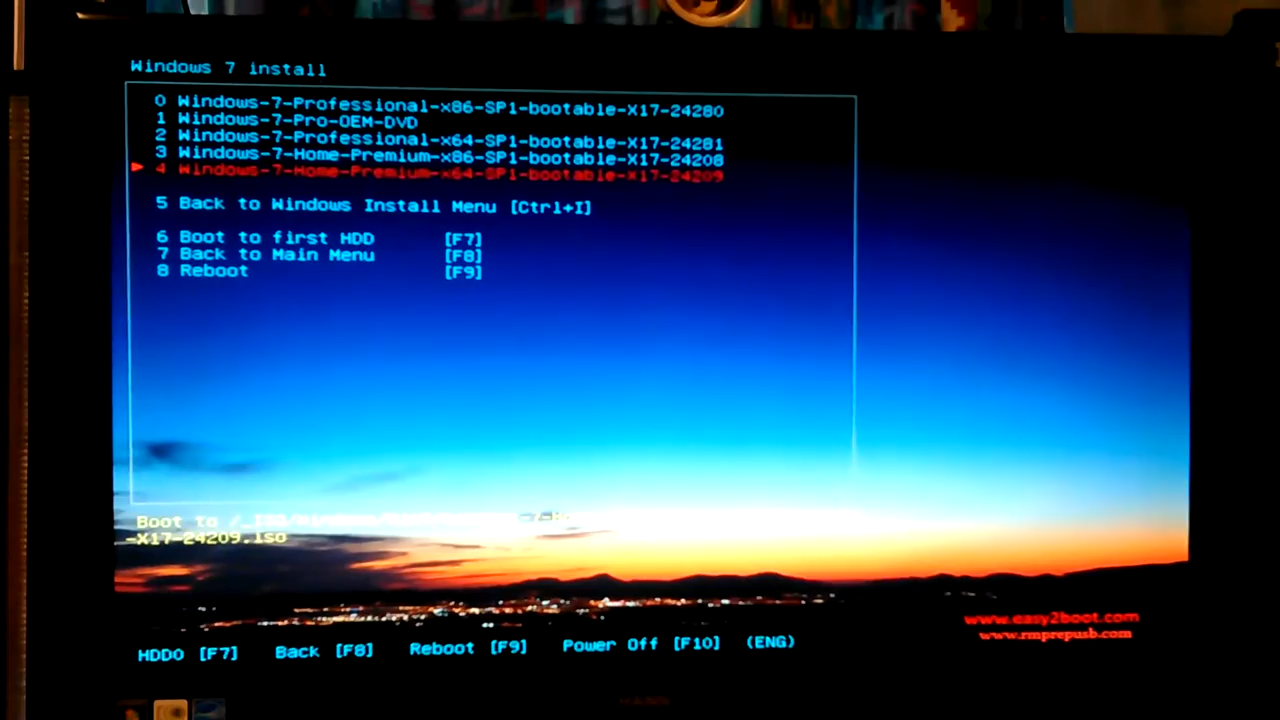 Windows 7 install
0 Windows-7-Professional-x86-SP1-bootable-X17-24280
1 Windows-7-Pro-OEM-DVD
2 Windows-7-Professional-x64-SP1-bootable-X17-24281
3 Windows-7-Home-Premium-x86-SP1-bootable-X17-24208
4 Windows-7-Home-Premium-x64-SP1-bootable-X17-24209
5 Back to Windows Install Menu [Ctrl+I]
6 Boot to first HDD [F7]
7 Back to Main Menu [F8]
8 Reboot [F9]
Boot to
-X17-24209.iso
www.easy2boot.com
www.rmprepusb.com
HDD0 [F7] Back [F8] Reboot [F9] Power Off [F10] (ENG)